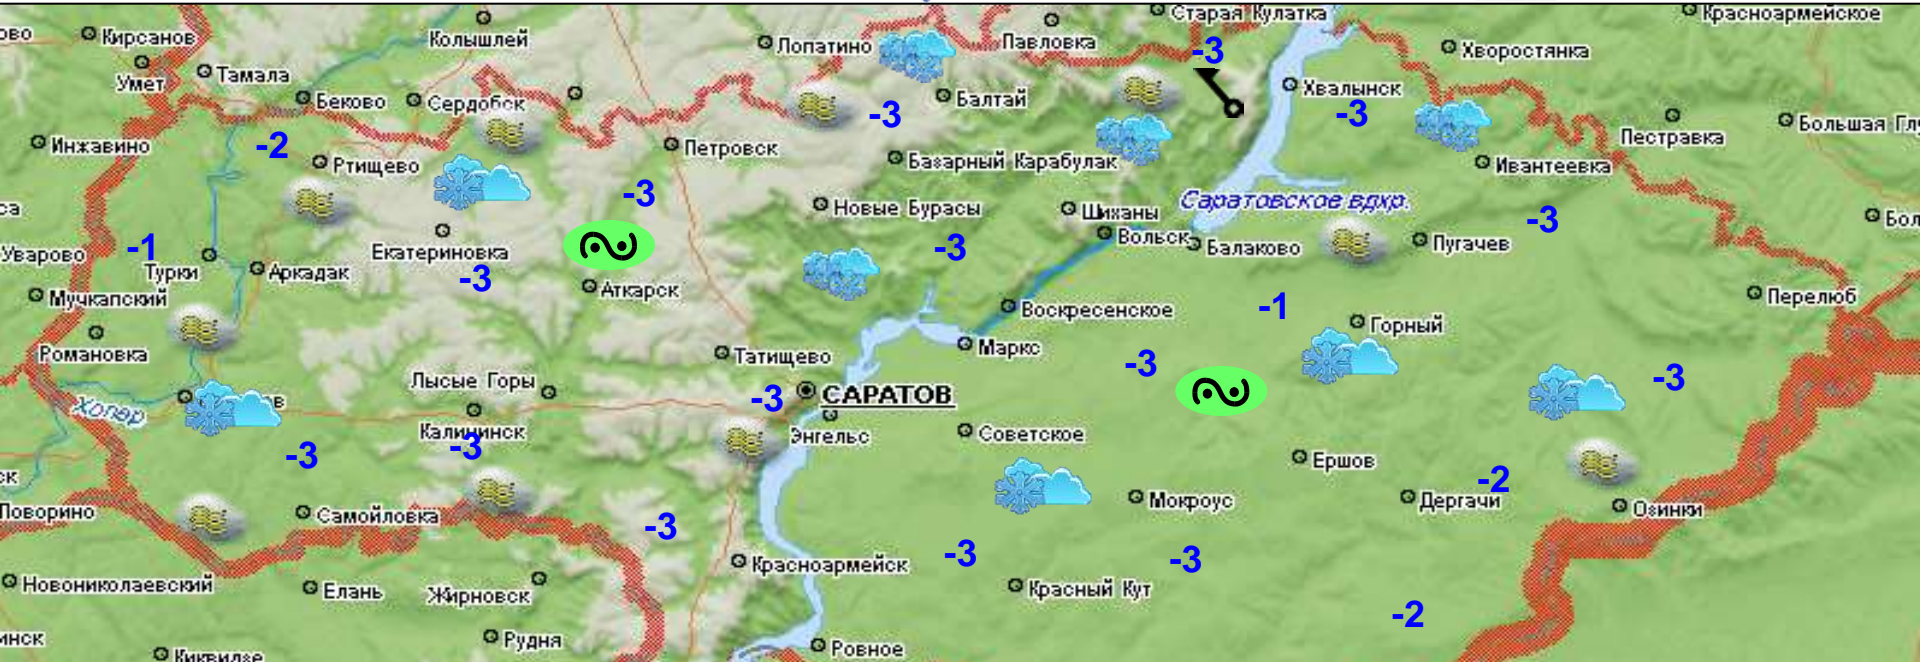 Старая Кулатка
Красноармейское
Кирсанов
Колышлей
Лопатино
Павловка
-3
Хворостянка
Умет
Тамала
Беково
Сердобск
Балтай
Хвалынск
-3
-3
Пестравка
Инжавино
-2
Ртищево
Петровск
Базарный Карабулак
Ивантеевка
-3
Саратовское вдхр.
Новые Бурасы
Шиханы
-3
Вольск
Балаково
Пугачев
Уварово
-1
Турки
Аркадак
Екатериновка
-3
-3
Аткарск
Мучкапский
Воскресенское
-1
Перелюб
Горный
Романовка
Татищево
Маркс
-3
-3
Лысые Горы
-3
САРАТОВ
Хопер
Калининск
-3
-3
Энгельс
Советское
Ершов
-2
Поворино
Самойловка
-3
Мокроус
Дергачи
Озинки
Новониколаевский
Елань
Жирновск
Красноармейск
-3
-3
Красный Кут
-2
Рудня
Ровное
Киквидзе